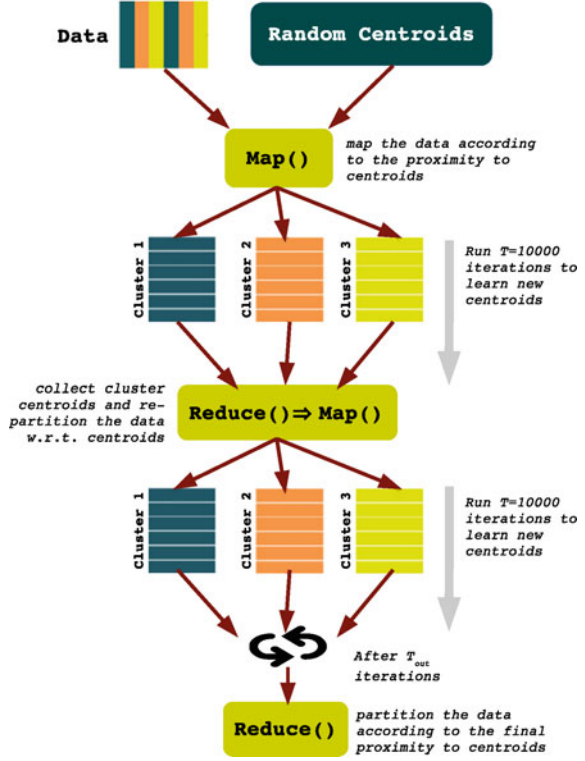 Data
Random Centroids
Map()
map the data according
to the proximity to
centroids
Cluster 1
Cluster 2
Cluster 3
Run T=10000
iterations to
learn new
centroids
collect cluster
centroids and re-
partition the data
w.r.t. centroids
Reduce()⇒ Map()
Cluster 1
Cluster 2
Cluster 3
Run T=10000
iterations to
learn new
centroids
After Tout
iterations
Reduce()
partition the data
according to the final
proximity to centroids